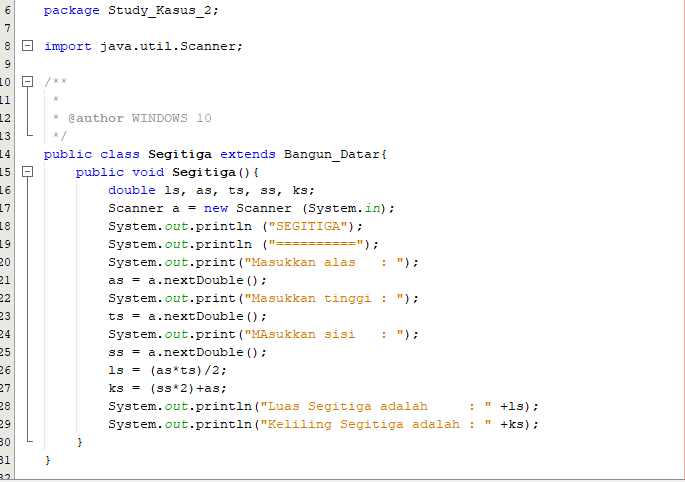 6 package Study_Kasus_2;
7
8 import java.util.Scanner;
9
10 /**
11 *
12 * @author WINDOWS 10
13 */
14 public class Segitiga extends Bangun_Datar{
15 public void Segitiga(){
16 double ls, as, ts, ss, ks;
17 Scanner a = new Scanner (System.in);
18 System.out.println ("SEGITIGA");
19 System.out.println ("==========");
20 System.out.print("Masukkan alas   : ");
21 as = a.nextDouble();
22 System.out.print("Masukkan tinggi : ");
23 ts = a.nextDouble();
24 System.out.print("MAsukkan sisi   : ");
25 ss = a.nextDouble();
26 ls = (as*ts)/2;
27 ks = (ss*2)+as;
28 System.out.println("Luas Segitiga adalah     : " +ls);
29 System.out.println("Keliling Segitiga adalah : " +ks);
30 }
31 }
32